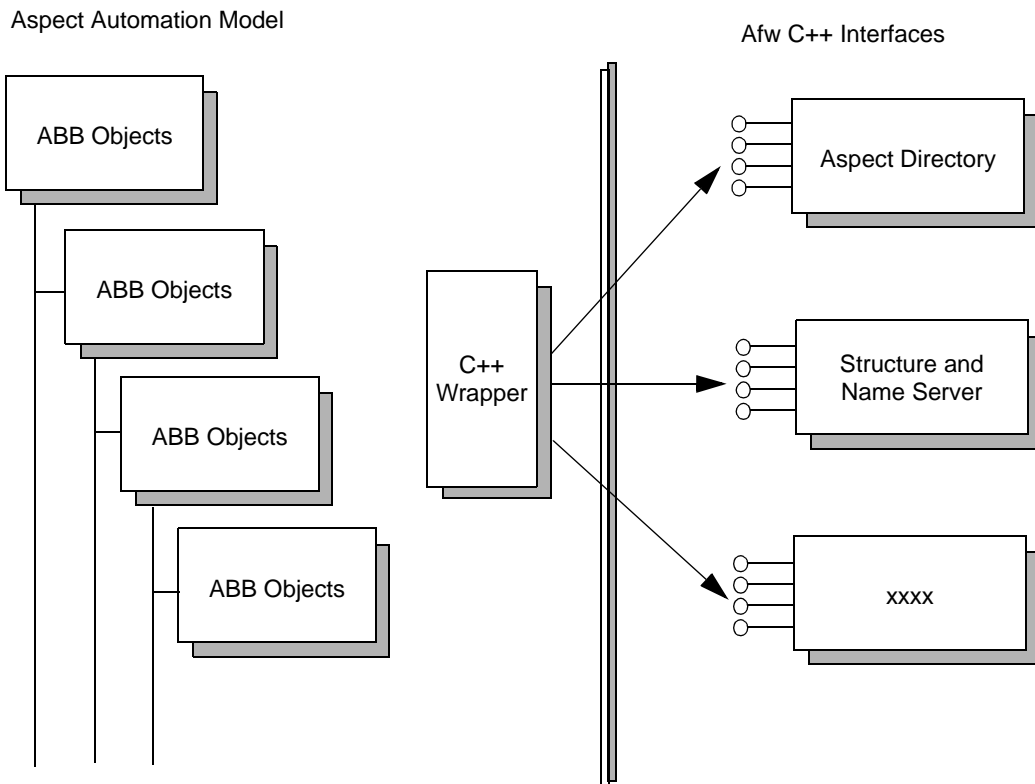 Aspect Automation Model
Afw C++ Interfaces
ABB Objects
Aspect Directory
ABB Objects
C++
Wrapper
Structure and
Name Server
ABB Objects
ABB Objects
xxxx